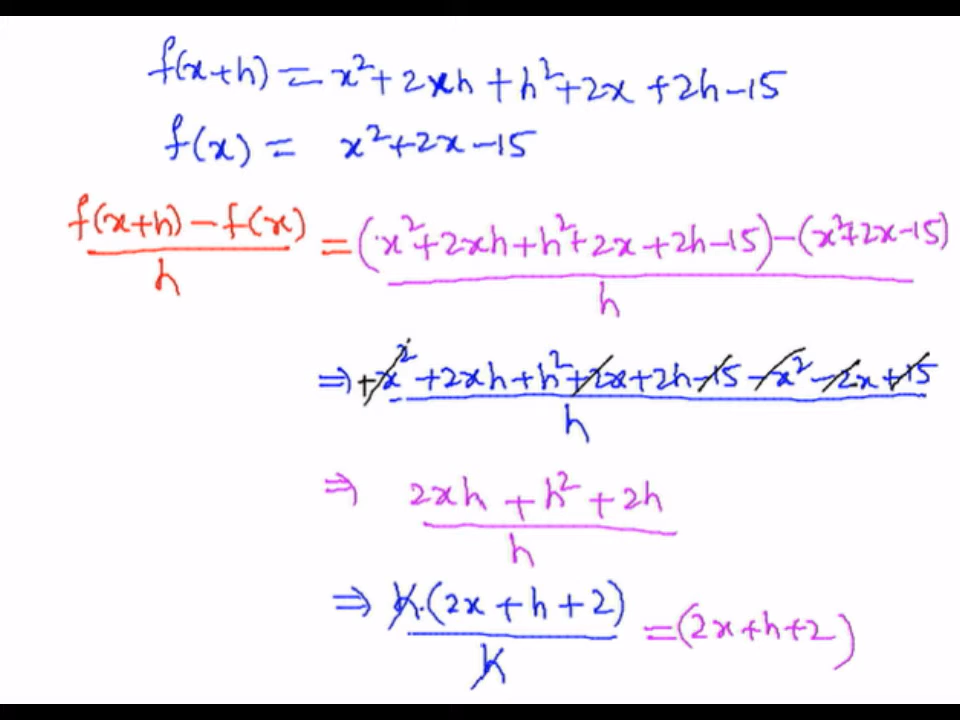 f(x+h) = x²+2xh+h²+2x+2h-15
f(x) = x²+2x-15
f(x+h)-f(x)/h = (x²+2xh+h²+2x+2h-15)-(x²+2x-15)/h
⇒ +x²+2xh+h²+2x+2h-15-x²-2x+15/h
⇒ 2xh+h²+2h/h
⇒ h.(2x+h+2)/h = (2x+h+2)